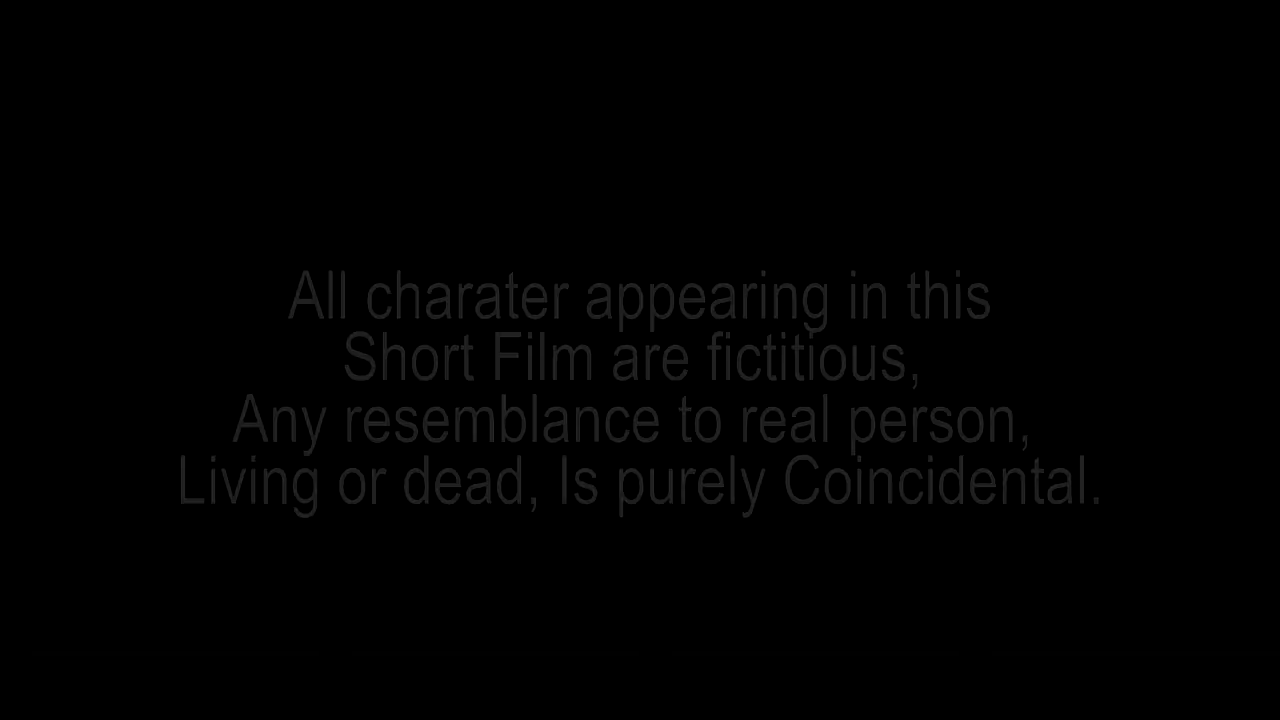 All charater appearing in this
Short Film are fictitious,
Any resemblance to real person,
Living or dead, Is purely Coincidental.